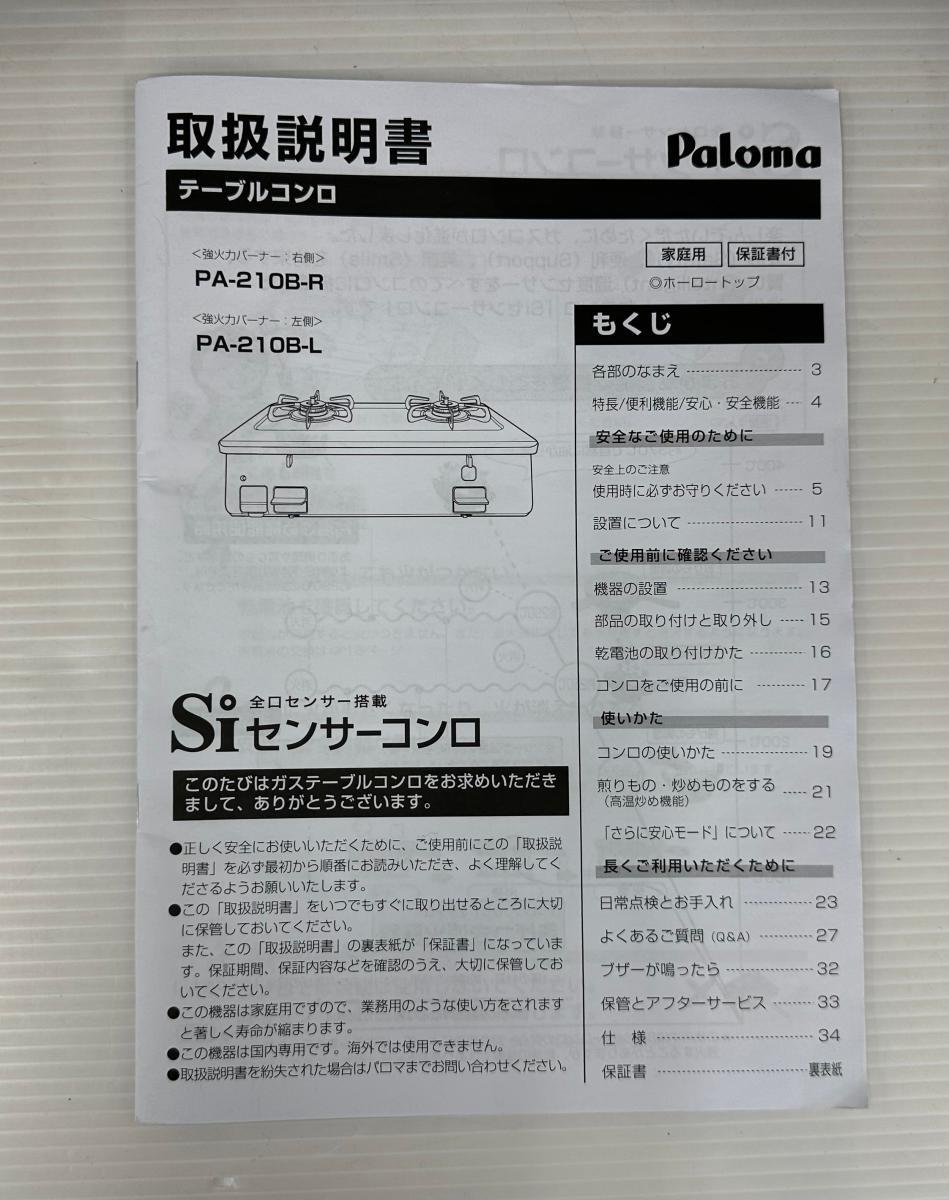 取扱説明書
Paloma
テーブルコンロ
<強火力バーナー:右側>
PA-210B-R
<強火力バーナー:左側>
PA-210B-L
家庭用 保証書付
◎ホーロートップ
もくじ
各部のなまえ 3
特長/便利機能/安心・安全機能 4
安全なご使用のために
安全上のご注意
使用時に必ずお守りください 5
設置について 11
ご使用前に確認ください
機器の設置 13
部品の取り付けと取り外し 15
乾電池の取り付けかた 16
コンロをご使用の前に 17
使いかた
コンロの使いかた 19
煎りもの・炒めものをする 21
(高温炒め機能)
「さらに安心モード」について 22
長くご利用いただくために
日常点検とお手入れ 23
よくあるご質問(Q&A) 27
ブザーが鳴ったら 32
保管とアフターサービス 33
仕 様 34
保証書 裏表紙
全口センサー搭載
Siセンサーコンロ
このたびはガステーブルコンロをお求めいただき
まして、ありがとうございます。
●正しく安全にお使いいただくために、ご使用前にこの「取扱説
明書」を必ず最初から順番にお読みいただき、よく理解してく
ださるようお願いいたします。
●この「取扱説明書」をいつでもすぐに取り出せるところに大切
に保管しておいてください。
また、この「取扱説明書」の裏表紙が「保証書」になっていま
す。保証期間、保証内容などを確認のうえ、大切に保管してお
いてください。
●この機器は家庭用ですので、業務用のような使い方をされます
と著しく寿命が縮まります。
●この機器は国内専用です。海外では使用できません。
●取扱説明書を紛失された場合はパロマまでお問い合わせください。